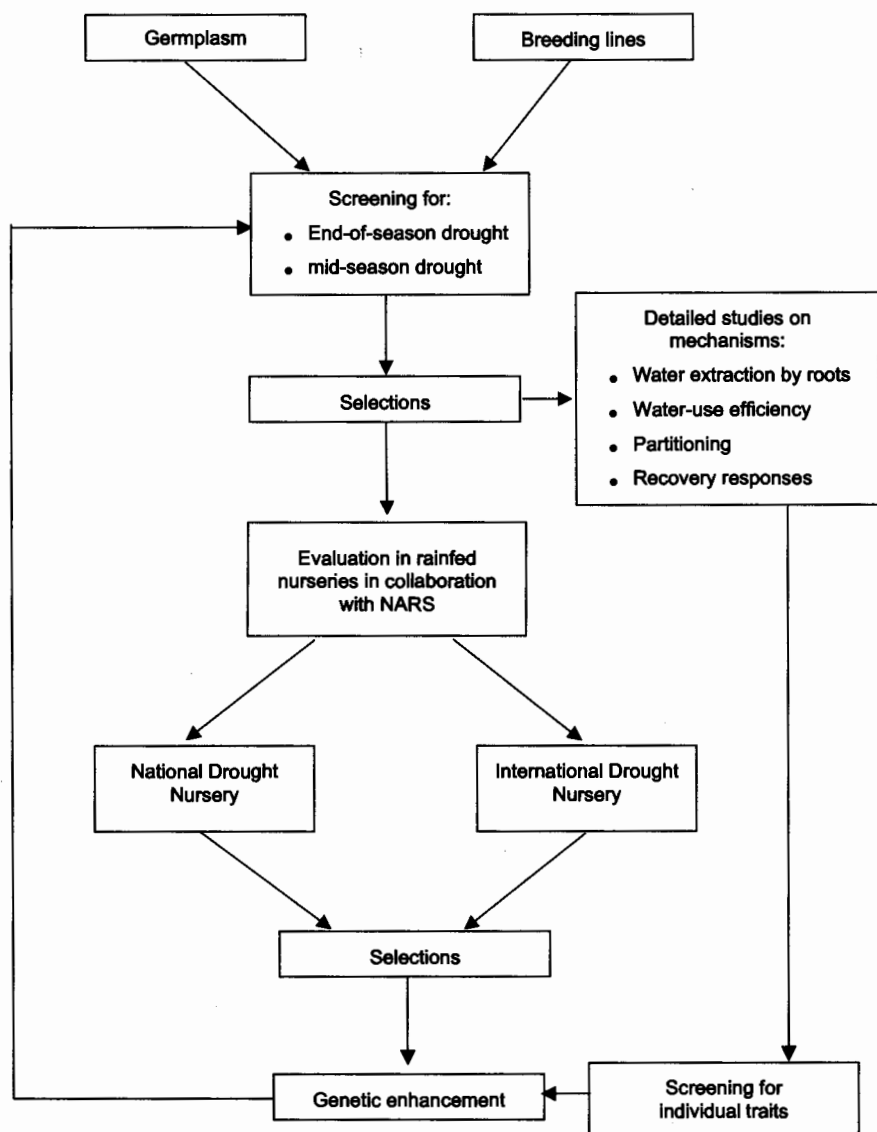 Germplasm
Breeding lines
Screening for:
• End-of-season drought
• mid-season drought
Detailed studies on
mechanisms:
• Water extraction by roots
• Water-use efficiency
• Partitioning
• Recovery responses
Selections
Evaluation in rainfed
nurseries in collaboration
with NARS
National Drought
Nursery
International Drought
Nursery
Selections
Genetic enhancement
Screening for
individual traits